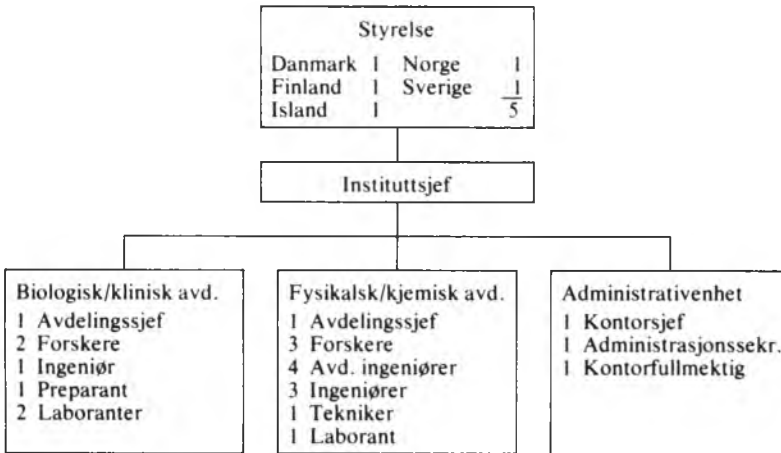 Styrelse
Danmark 1 Norge 1
Finland 1 Sverige 1
Island 1 5
Instituttsjef
Biologisk/klinisk avd.
1 Avdelingssjef
2 Forskere
1 Ingeniør
1 Preparant
2 Laboranter
Fysikalsk/kjemisk avd.
1 Avdelingssjef
3 Forskere
4 Avd. ingeniører
3 Ingeniører
1 Tekniker
1 Laborant
Administrativenhet
1 Kontorsjef
1 Administrasjonssekr.
1 Kontorfullmektig